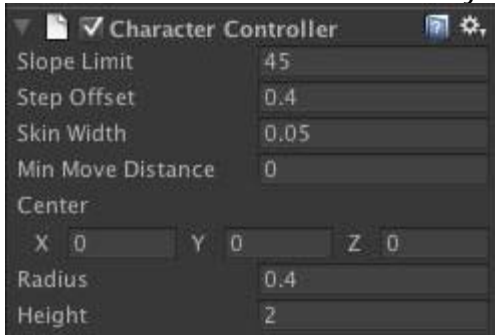 Character Controller
Slope Limit 45
Step Offset 0.4
Skin Width 0.05
Min Move Distance 0
Center
X 0 Y 0 Z 0
Radius 0.4
Height 2